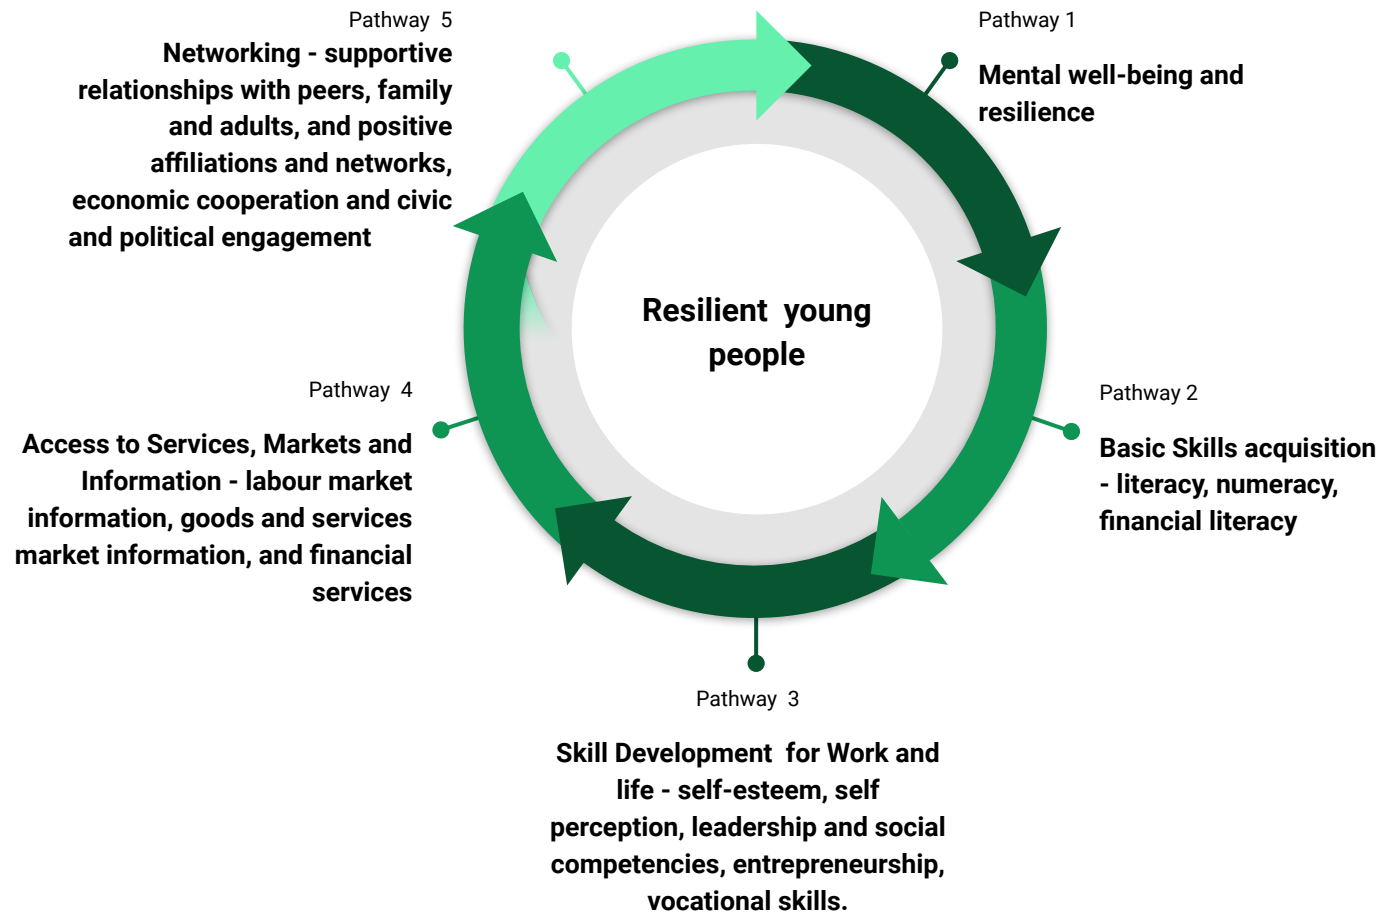 Pathway 1
Mental well-being and
resilience
Pathway 2
Basic Skills acquisition
- literacy, numeracy,
financial literacy
Pathway 3
Skill Development for Work and
life - self-esteem, self
perception, leadership and social
competencies, entrepreneurship,
vocational skills.
Pathway 4
Access to Services, Markets and
Information - labour market
information, goods and services
market information, and financial
services
Pathway 5
Networking - supportive
relationships with peers, family
and adults, and positive
affiliations and networks,
economic cooperation and civic
and political engagement
Resilient young
people